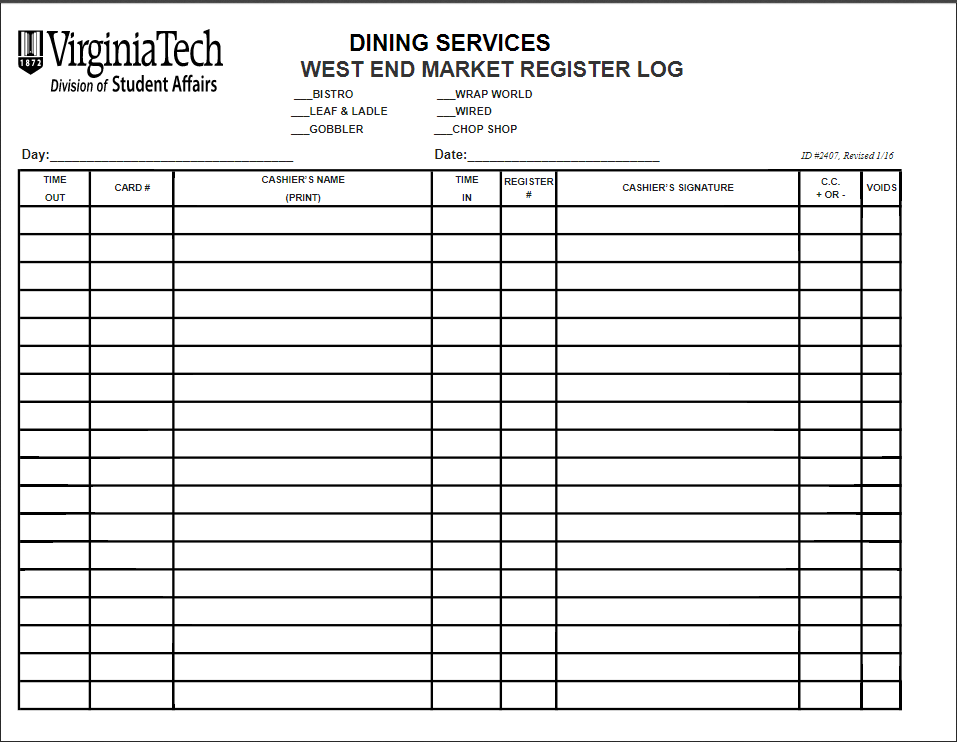 VirginiaTech
1872
Division of Student Affairs
DINING SERVICES
WEST END MARKET REGISTER LOG
___BISTRO ___WRAP WORLD
___LEAF & LADLE ___WIRED
___GOBBLER ___CHOP SHOP
Day:________________________________ Date:_________________________ ID #2407, Revised 1/16
TIME OUT CARD # CASHIER'S NAME (PRINT) TIME IN REGISTER # CASHIER'S SIGNATURE C.C. + OR - VOIDS